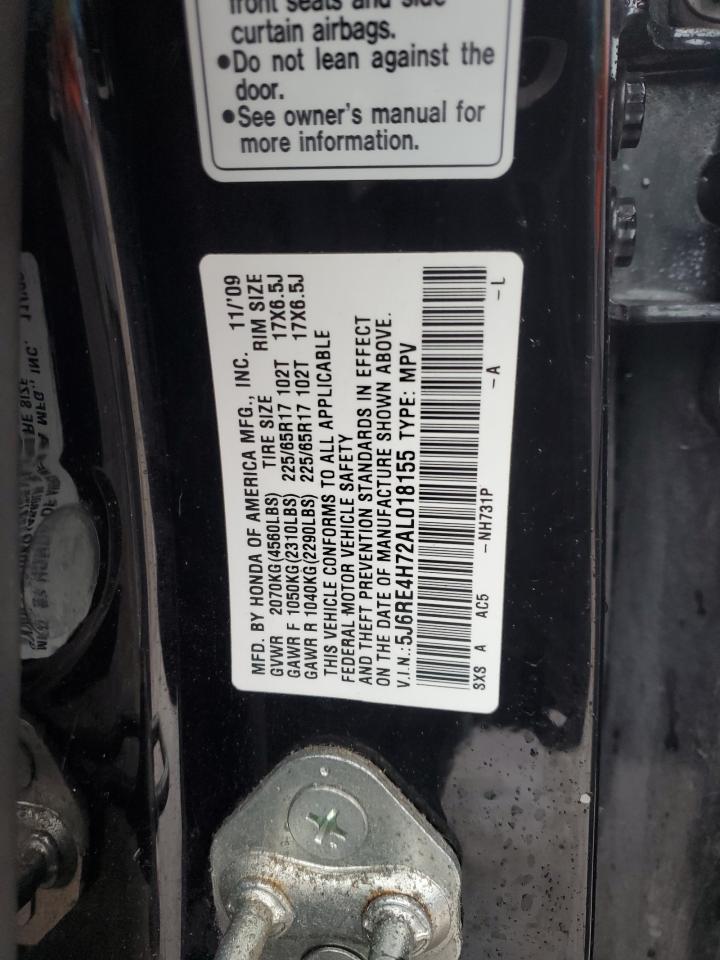 front seats and side
curtain airbags.
•Do not lean against the
door.
•See owner's manual for
more information.
MFD. BY HONDA OF AMERICA MFG., INC. 11/'09
GVWR 2070KG(4560LBS) TIRE SIZE RIM SIZE
GAWR F 1050KG(2310LBS) 225/65R17 102T 17X6.5J
GAWR R 1040KG(2290LBS) 225/65R17 102T 17X6.5J
THIS VEHICLE CONFORMS TO ALL APPLICABLE
FEDERAL MOTOR VEHICLE SAFETY
AND THEFT PREVENTION STANDARDS IN EFFECT
ON THE DATE OF MANUFACTURE SHOWN ABOVE.
V.I.N.:5J6RE4H72AL018155 TYPE: MPV
SXS A AC5 -NH731P -A -L